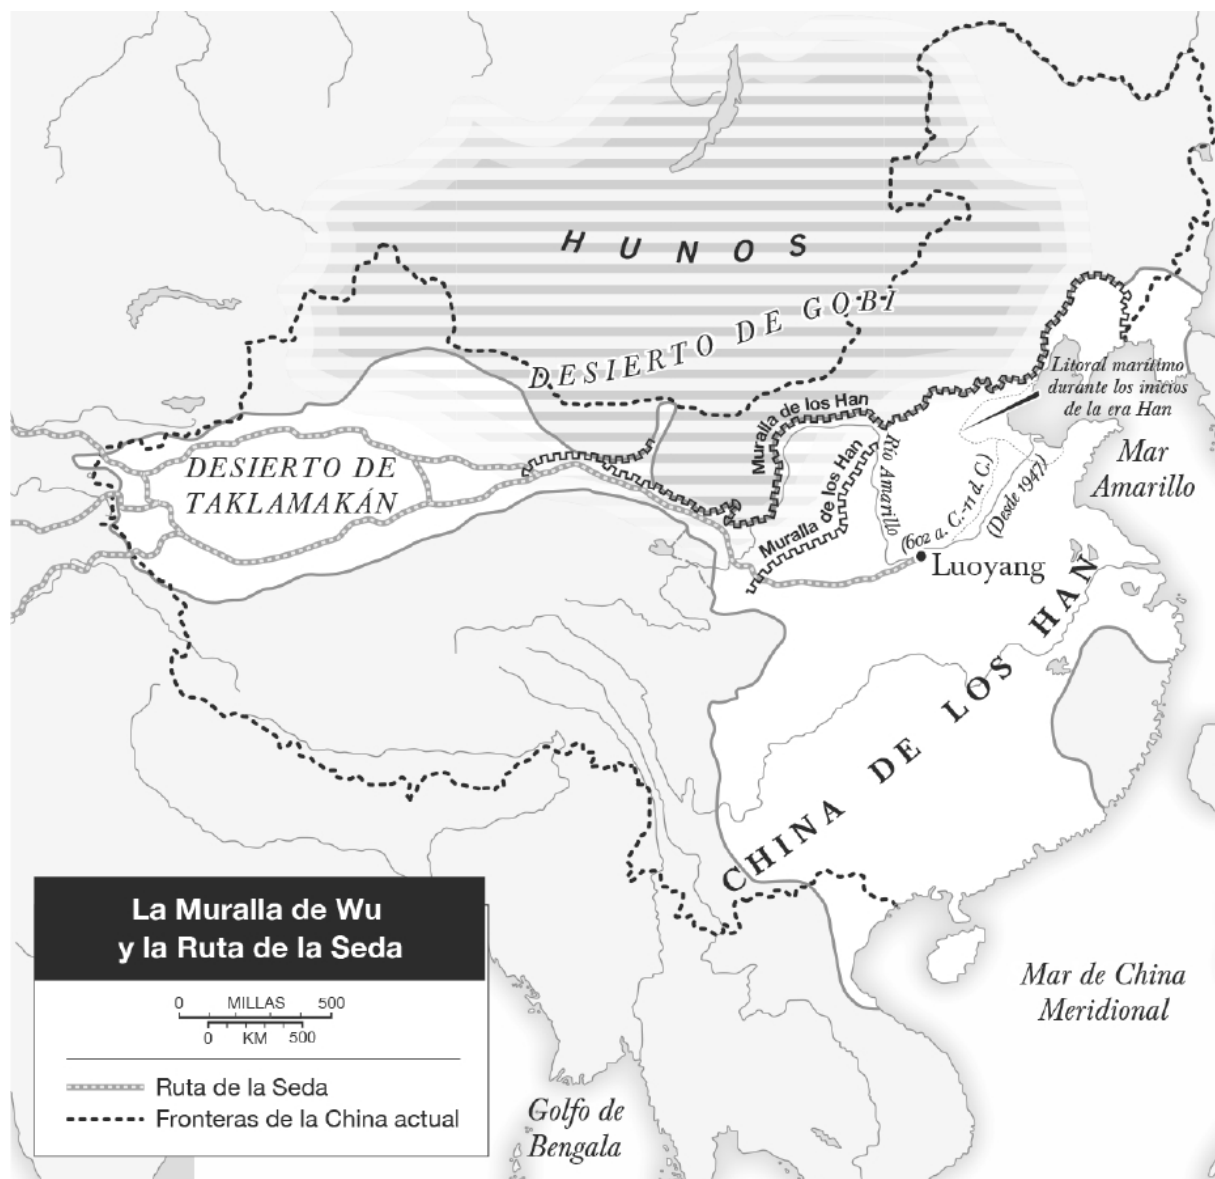 HUNOS
DESIERTO DE GOBI
Muralla de los Han
Litoral marítimo
durante los inicios
de la era Han
Mar
Amarillo
DESIERTO DE
TAKLAMAKÁN
Muralla de los Han
Río Amarillo
(602 a. C.-11 d. C.)
(Desde 1947)
Luoyang
CHINA DE LOS HAN
La Muralla de Wu
y la Ruta de la Seda
0 MILLAS 500
0 KM 500
Ruta de la Seda
Fronteras de la China actual
Mar de China
Meridional
Golfo de
Bengala